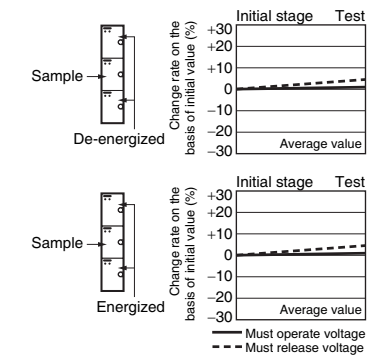 Initial stage Test
Change rate on the
basis of initial value (%)
+30
+20
+10
0
−10
−20
−30
Average value
Sample
De-energized
Initial stage Test
Change rate on the
basis of initial value (%)
+30
+20
+10
0
−10
−20
−30
Average value
Sample
Energized
Must operate voltage
Must release voltage